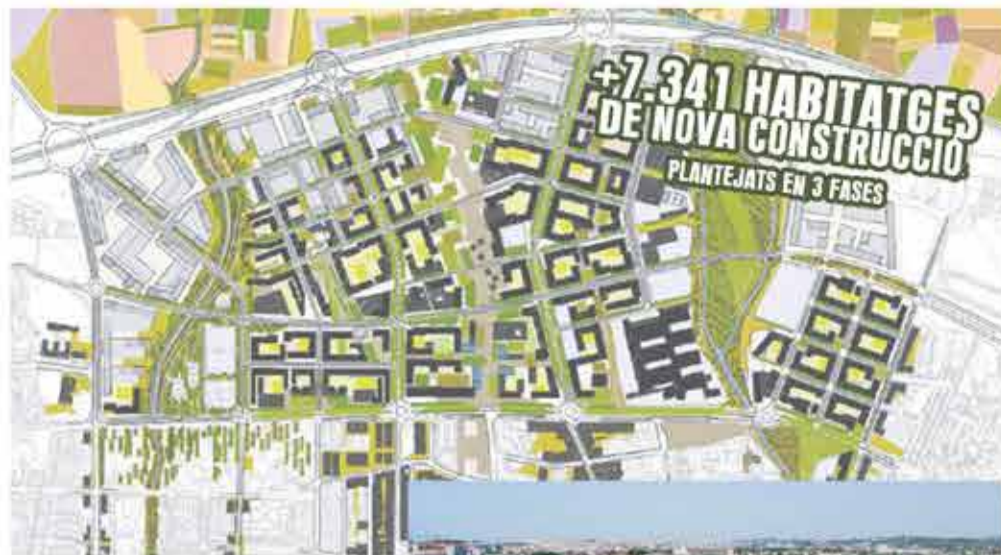 +7.341 HABITATGES
DE NOVA CONSTRUCCIÓ
PLANTEJATS EN 3 FASES